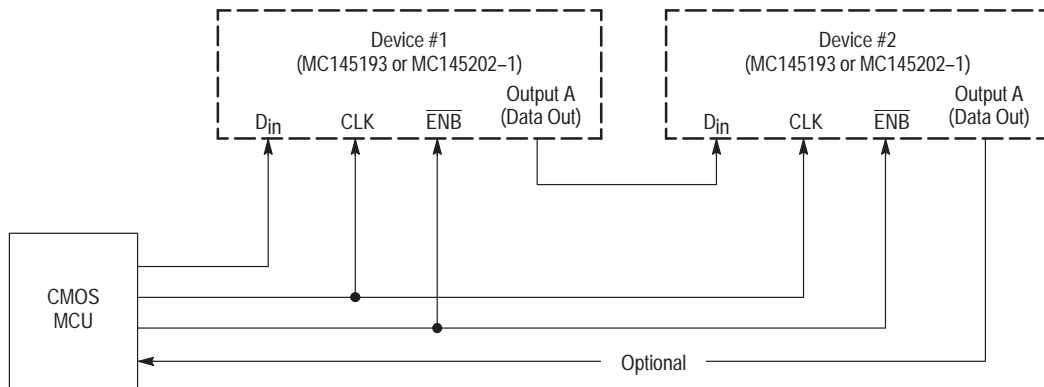 Device #1
(MC145193 or MC145202–1)
Output A
(Data Out)
Din
CLK
ENB
Device #2
(MC145193 or MC145202–1)
Output A
(Data Out)
Din
CLK
ENB
CMOS
MCU
Optional